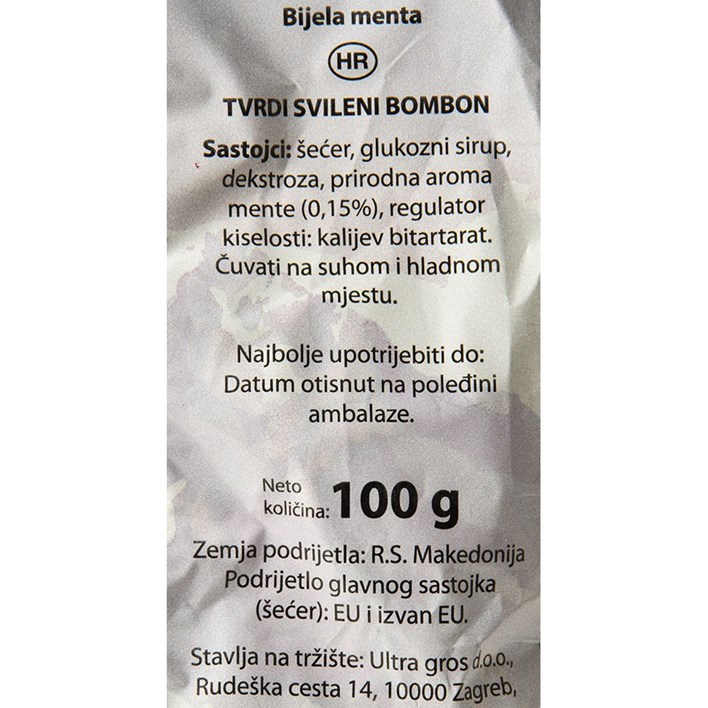 Bijela menta
HR
TVRDI SVILENI BOMBON
Sastojci: šećer, glukozni sirup,
dekstroza, prirodna aroma
mente (0,15%), regulator
kiselosti: kalijev bitartarat.
Čuvati na suhom i hladnom
mjestu.
Najbolje upotrijebiti do:
Datum otisnut na poleđini
ambalaze.
Neto
količina: 100 g
Zemja podrijetla: R.S. Makedonija
Podrijetlo glavnog sastojka
(šećer): EU i izvan EU.
Stavlja na tržište: Ultra gros d.o.o.,
Rudeška cesta 14, 10000 Zagreb,